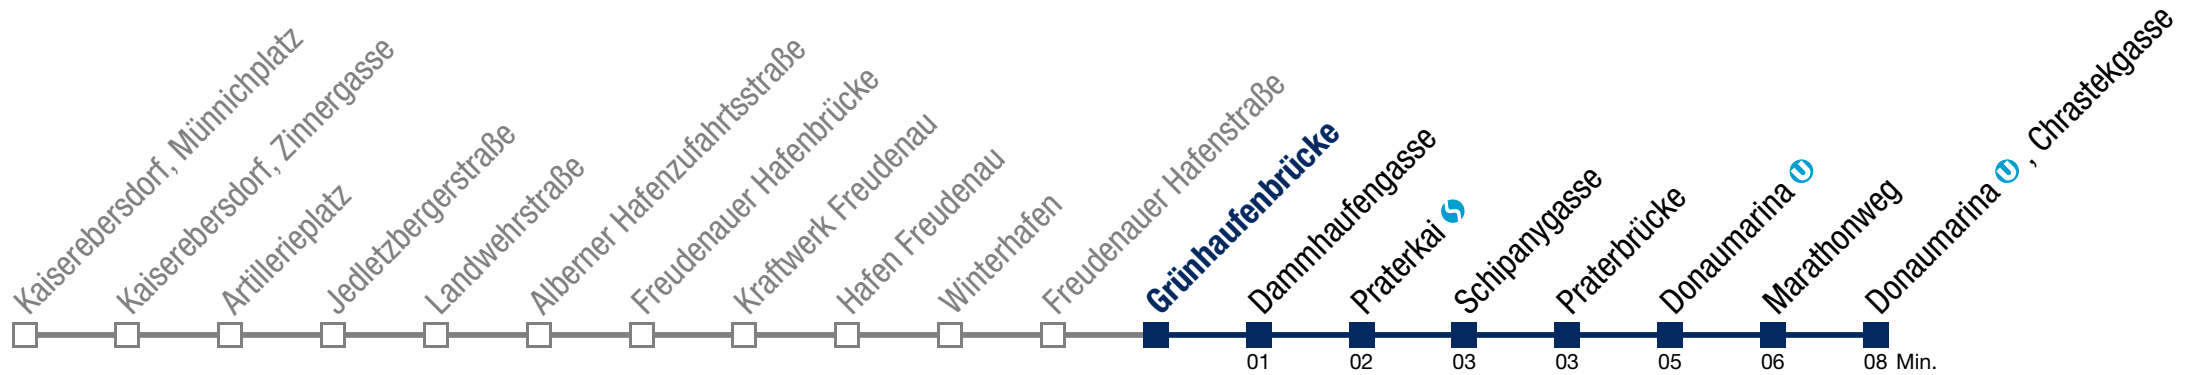 Kaiserebersdorf, Münnichplatz
Kaiserebersdorf, Zinnergasse
Artillerieplatz
Jedletzbergerstraße
Landwehrstraße
Alberner Hafenzufahrtsstraße
Freudenauer Hafenbrücke
Kraftwerk Freudenau
Hafen Freudenau
Winterhafen
Freudenauer Hafenstraße
Grünhaufenbrücke
Dammhaufengasse
Praterkai S
Schipanygasse
Praterbrücke
Donaumarina U
Marathonweg
Donaumarina U, Chrastekgasse
01 02 03 03 05 06 08 Min.